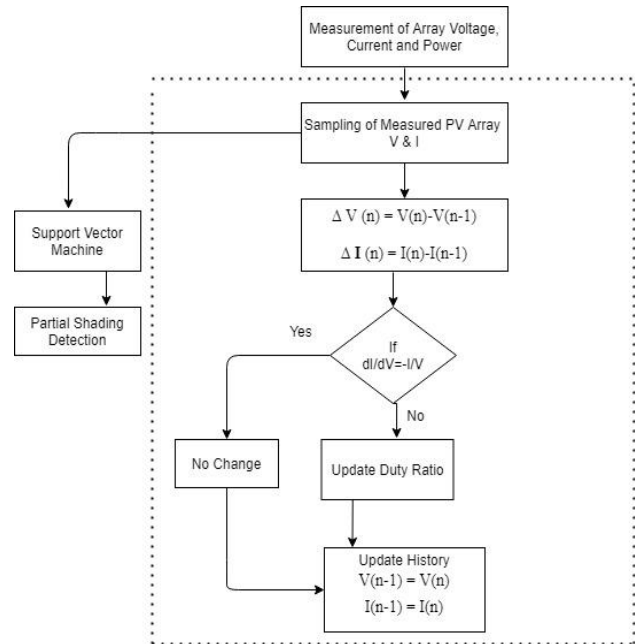 Measurement of Array Voltage,
Current and Power
Sampling of Measured PV Array
V & I
Support Vector
Machine
Partial Shading
Detection
Δ V (n) = V(n)-V(n-1)
Δ I (n) = I(n)-I(n-1)
Yes
If
dI/dV=-I/V
No
No Change
Update Duty Ratio
Update History
V(n-1) = V(n)
I(n-1) = I(n)